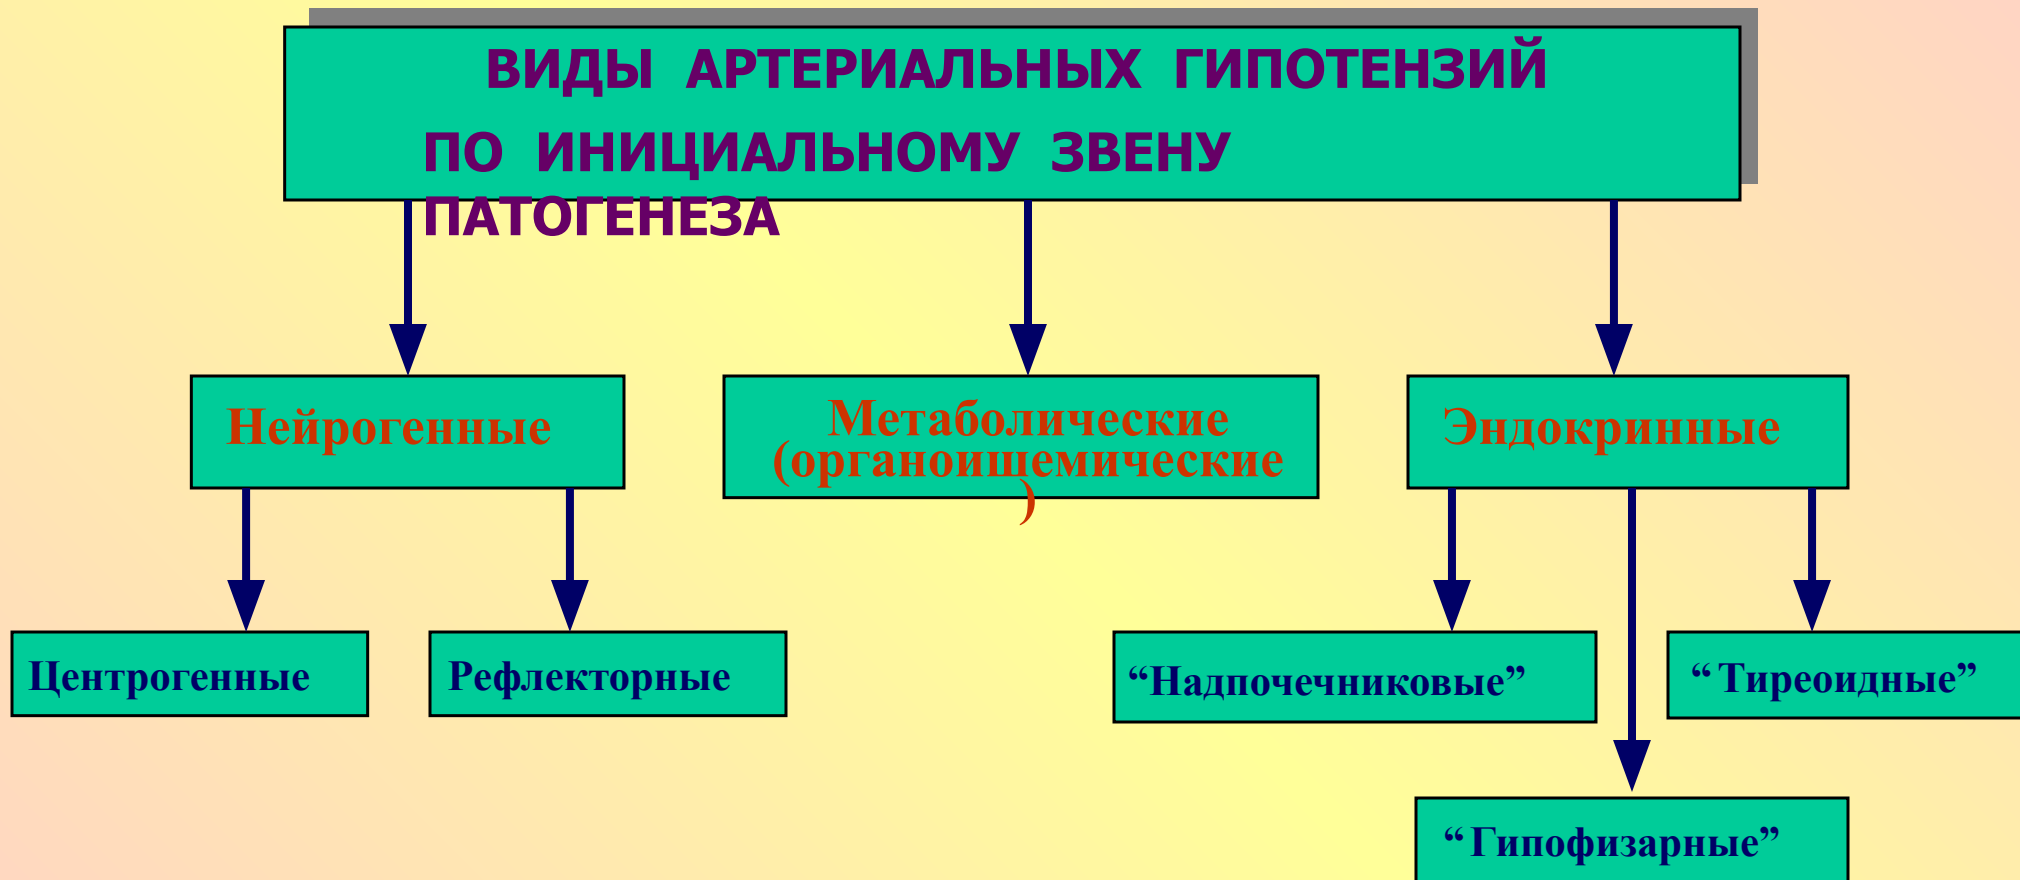 ВИДЫ АРТЕРИАЛЬНЫХ ГИПОТЕНЗИЙ
ПО ИНИЦИАЛЬНОМУ ЗВЕНУ
ПАТОГЕНЕЗА
Нейрогенные
Метаболические
(органоишемические
)
Эндокринные
Центрогенные
Рефлекторные
“Надпочечниковые”
“Тиреоидные”
“Гипофизарные”